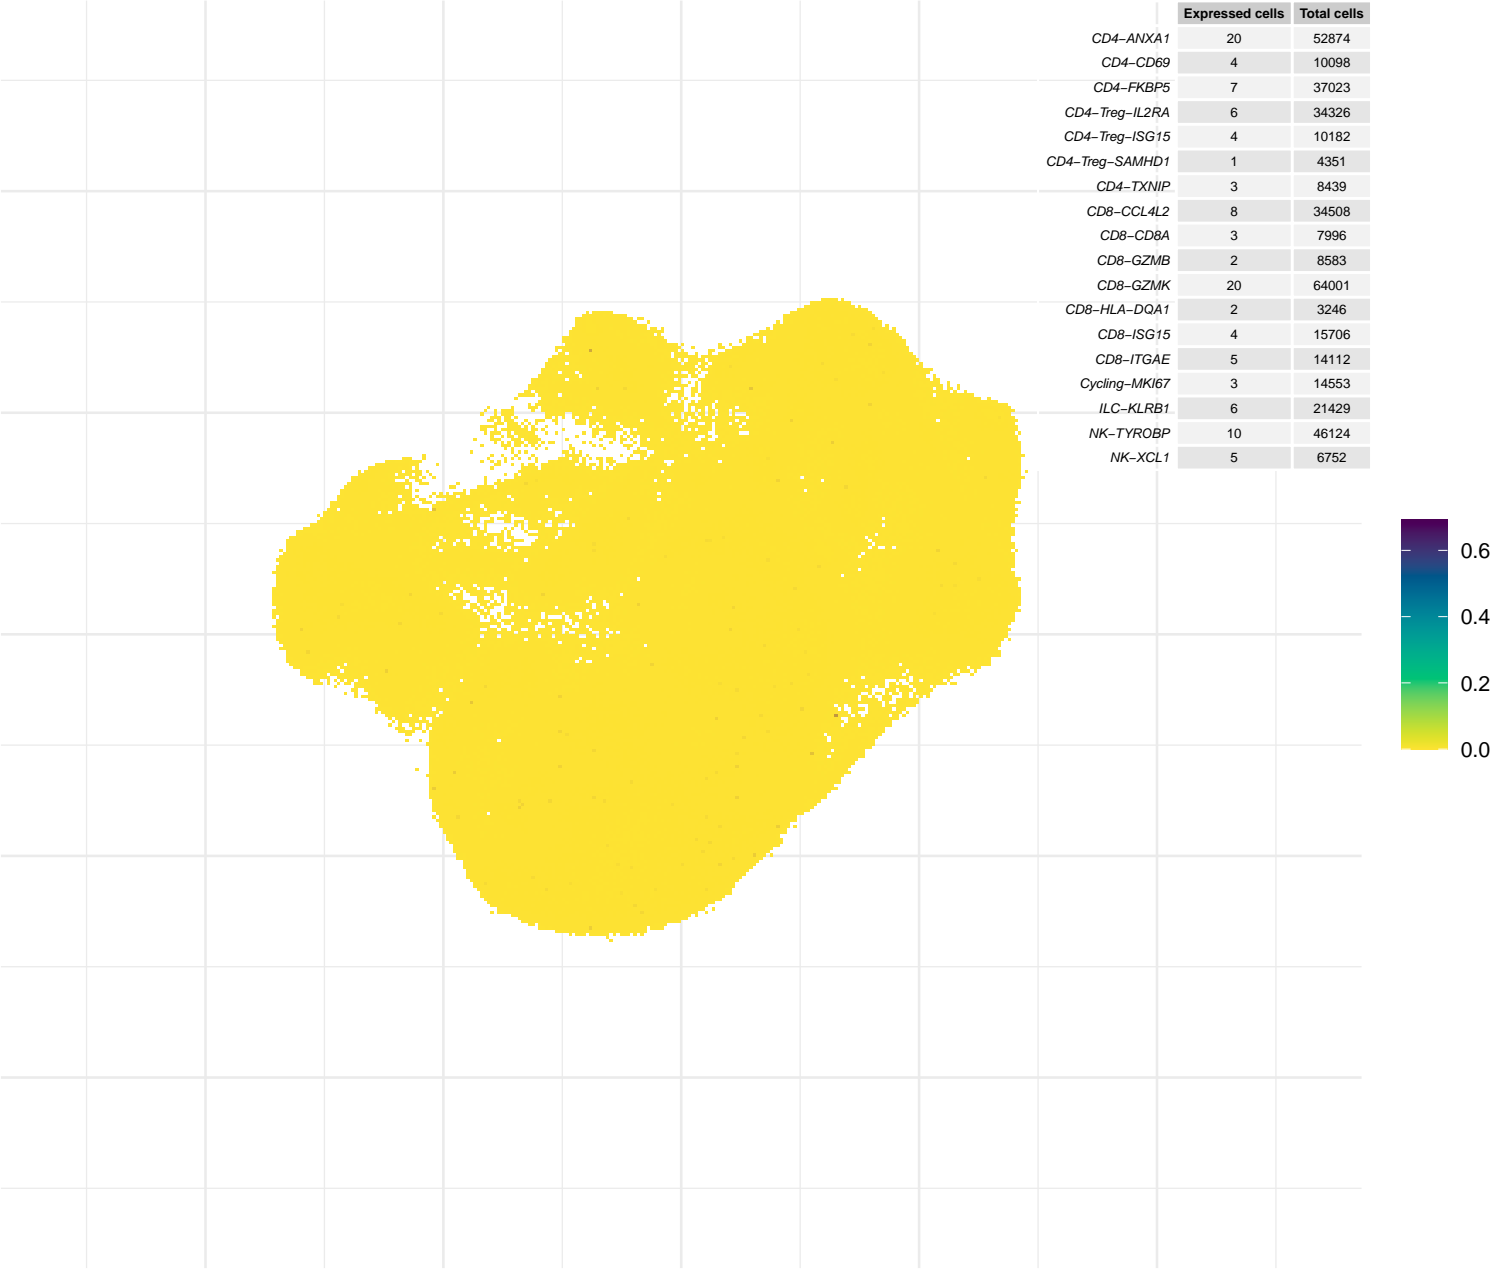 Expressed cells Total cells
CD4−ANXA1 20 52874
CD4−CD69 4 10098
CD4−FKBP5 7 37023
CD4−Treg−IL2RA 6 34326
CD4−Treg−ISG15 4 10182
CD4−Treg−SAMHD1 1 4351
CD4−TXNIP 3 8439
CD8−CCL4L2 8 34508
CD8−CD8A 3 7996
CD8−GZMB 2 8583
CD8−GZMK 20 64001
CD8−HLA−DQA1 2 3246
CD8−ISG15 4 15706
CD8−ITGAE 5 14112
Cycling−MKI67 3 14553
ILC−KLRB1 6 21429
NK−TYROBP 10 46124
NK−XCL1 5 6752
0.6
0.4
0.2
0.0